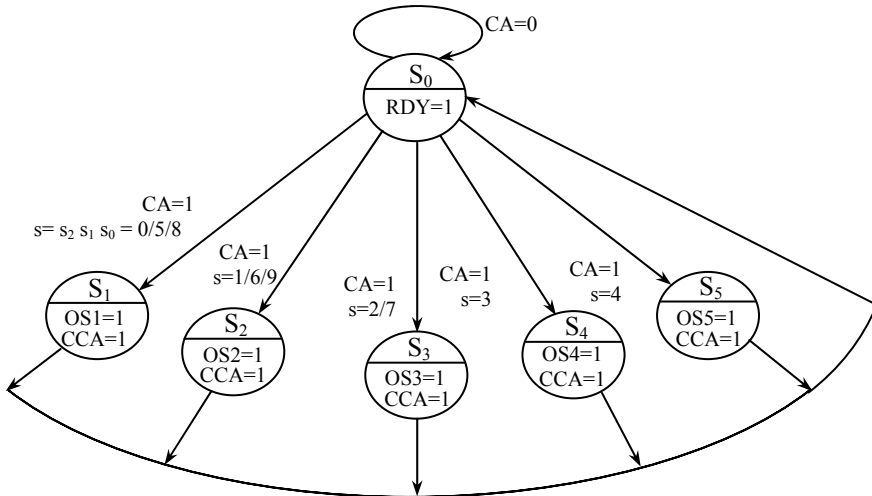 CA=0
S₀
RDY=1
CA=1
s= s₂ s₁ s₀ = 0/5/8
CA=1
s=1/6/9
CA=1
s=2/7
CA=1
s=3
CA=1
s=4
S₁
OS1=1
CCA=1
S₂
OS2=1
CCA=1
S₃
OS3=1
CCA=1
S₄
OS4=1
CCA=1
S₅
OS5=1
CCA=1